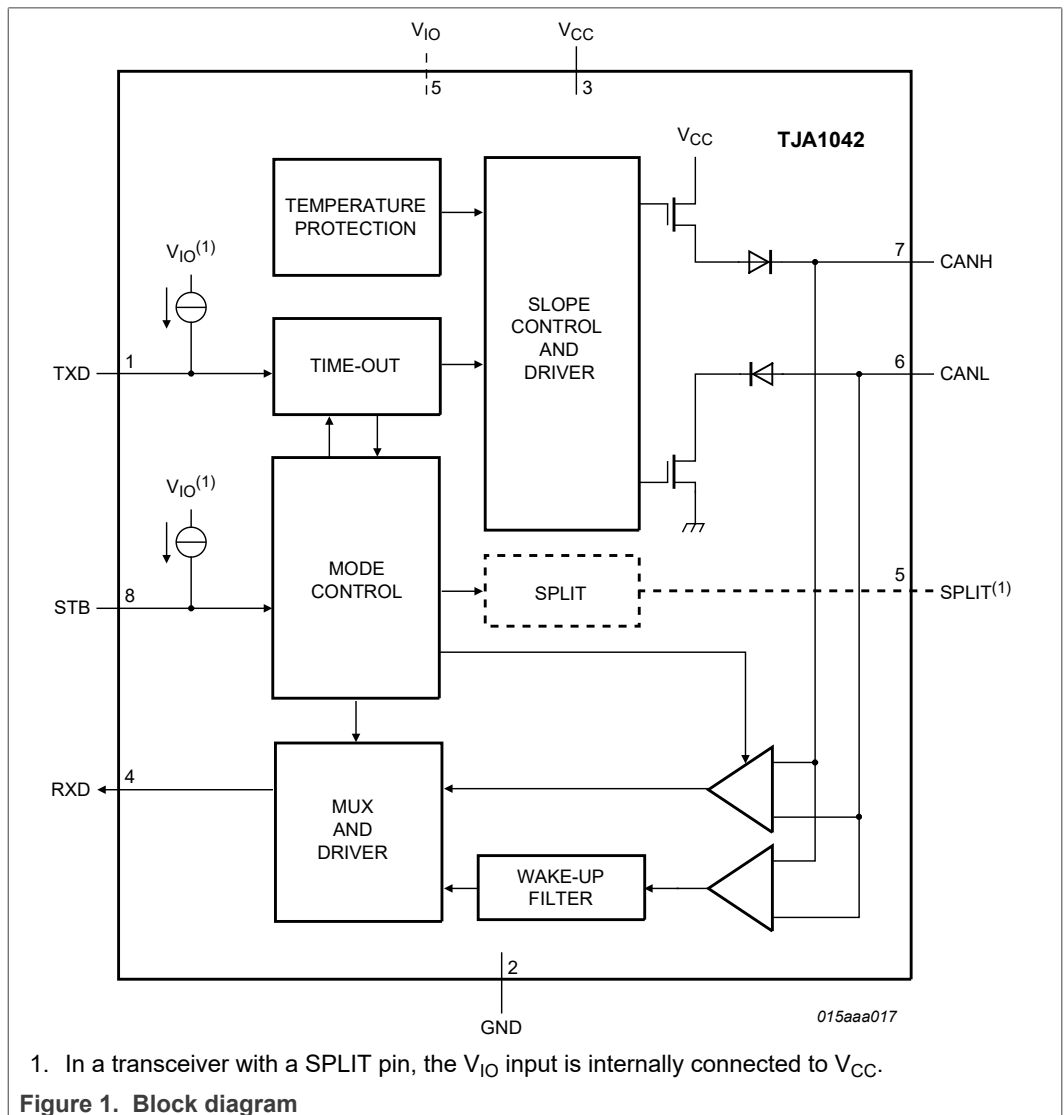 VIO
VCC
5
3
VCC
TJA1042
TEMPERATURE
PROTECTION
VIO(1)
7
CANH
SLOPE
CONTROL
AND
DRIVER
1
TXD
TIME-OUT
6
CANL
VIO(1)
MODE
CONTROL
SPLIT
5
SPLIT(1)
8
STB
4
RXD
MUX
AND
DRIVER
WAKE-UP
FILTER
2
GND
015aaa017
1. In a transceiver with a SPLIT pin, the VIO input is internally connected to VCC.
Figure 1. Block diagram